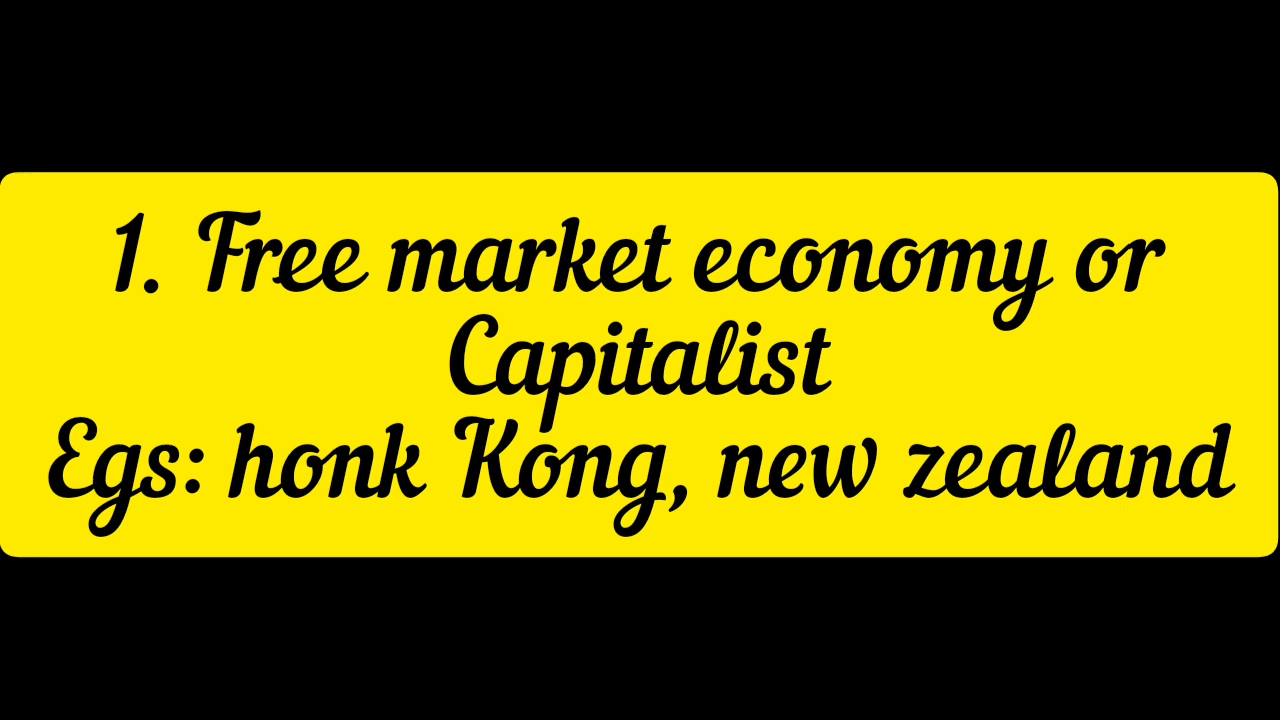 1. Free market economy or
Capitalist
Egs: honk Kong, new zealand